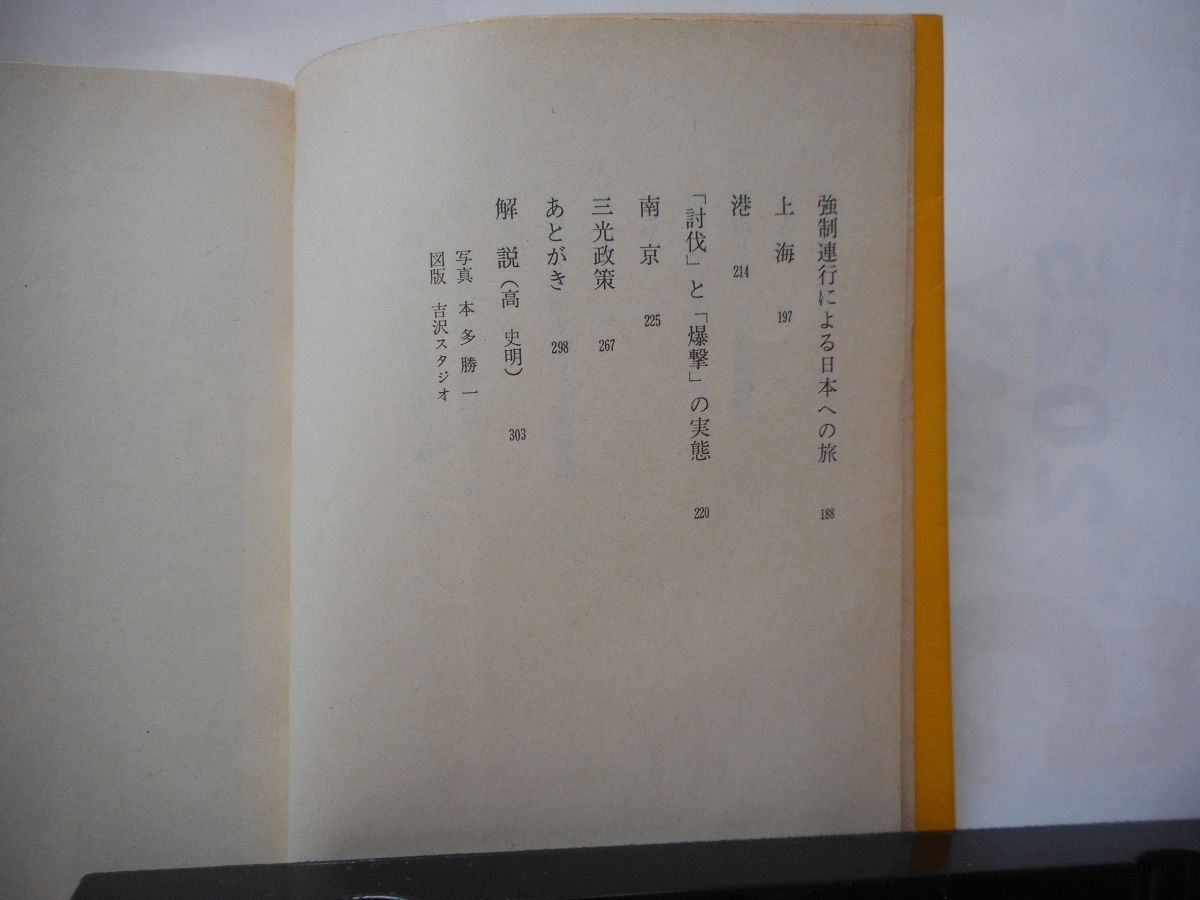 強制連行による日本への旅 188
上海 197
港 214
「討伐」と「爆撃」の実態 220
南京 225
三光政策 267
あとがき 298
解説(高 史明) 303
写真 本多勝一
図版 吉沢スタジオ